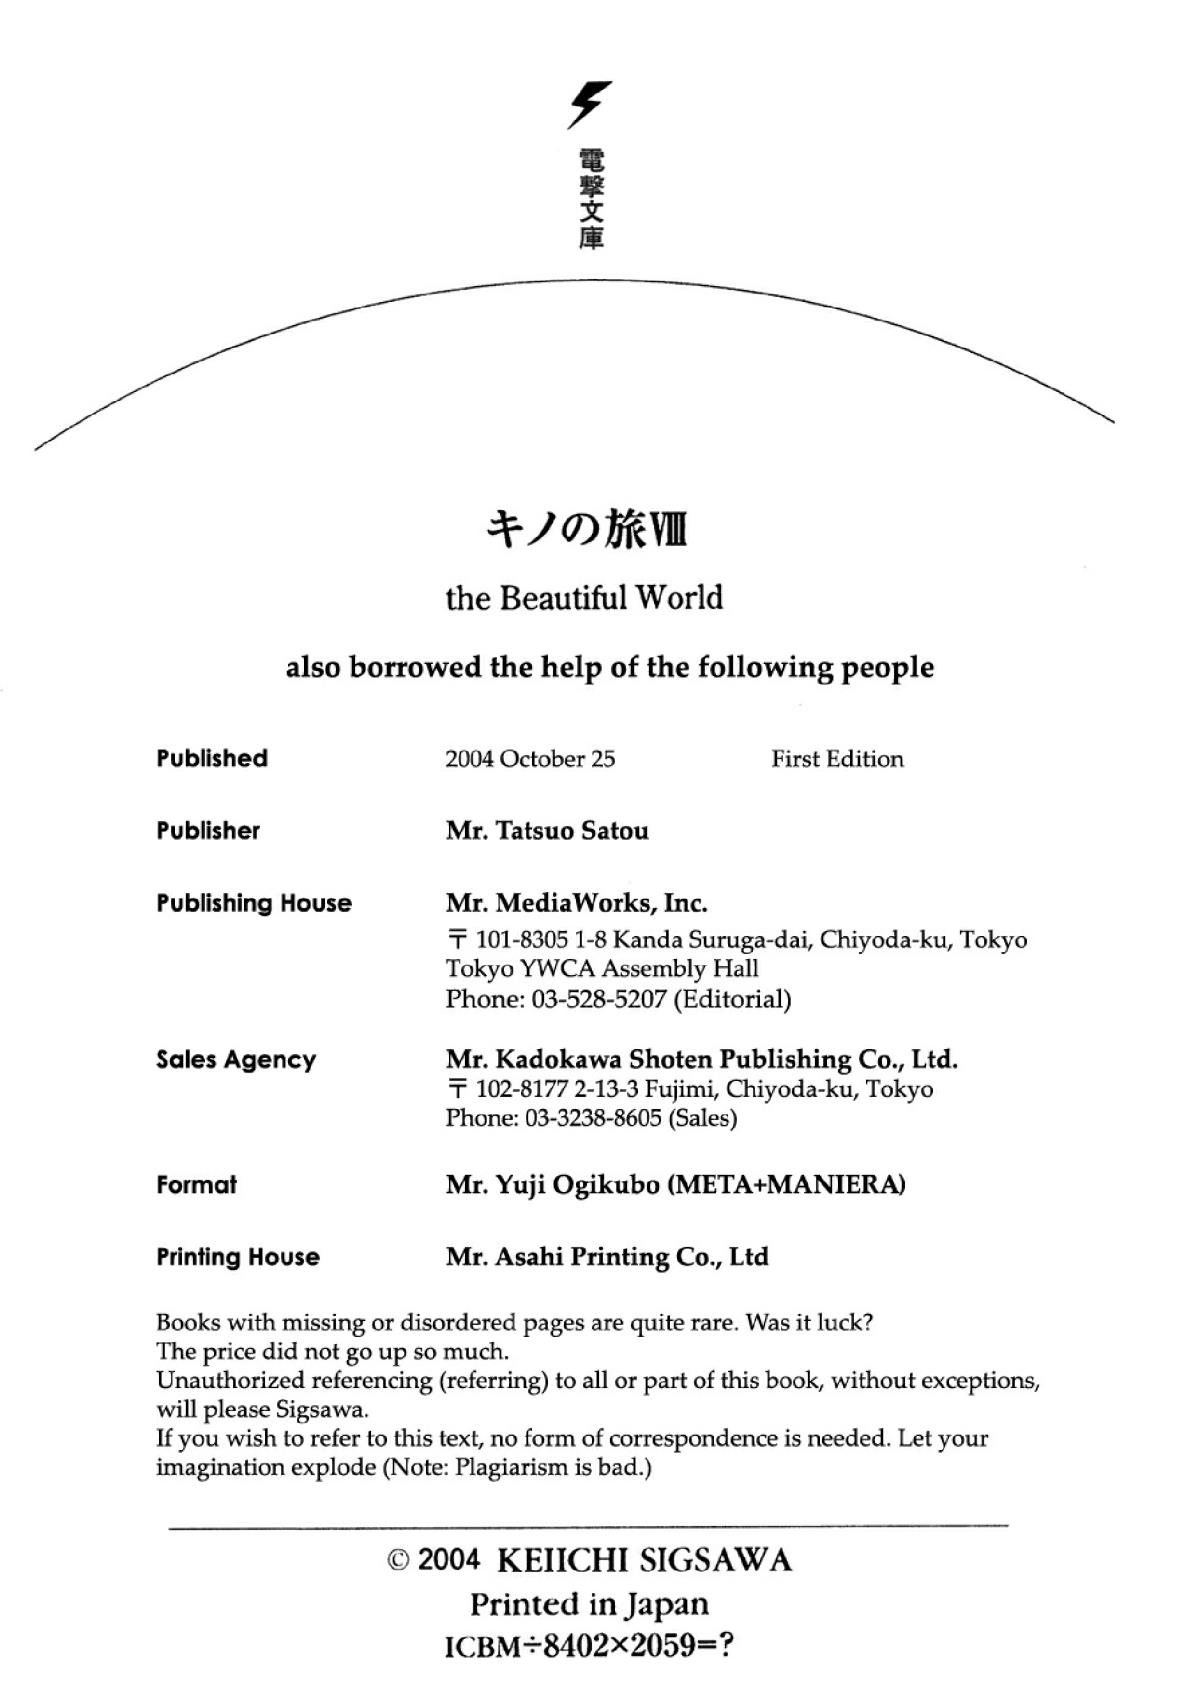 電撃文庫
キノの旅Ⅷ
the Beautiful World
also borrowed the help of the following people
Published 2004 October 25 First Edition
Publisher Mr. Tatsuo Satou
Publishing House Mr. MediaWorks, Inc.
〒 101-8305 1-8 Kanda Suruga-dai, Chiyoda-ku, Tokyo
Tokyo YWCA Assembly Hall
Phone: 03-528-5207 (Editorial)
Sales Agency Mr. Kadokawa Shoten Publishing Co., Ltd.
〒 102-8177 2-13-3 Fujimi, Chiyoda-ku, Tokyo
Phone: 03-3238-8605 (Sales)
Format Mr. Yuji Ogikubo (META+MANIERA)
Printing House Mr. Asahi Printing Co., Ltd
Books with missing or disordered pages are quite rare. Was it luck?
The price did not go up so much.
Unauthorized referencing (referring) to all or part of this book, without exceptions,
will please Sigsawa.
If you wish to refer to this text, no form of correspondence is needed. Let your
imagination explode (Note: Plagiarism is bad.)
© 2004 KEIICHI SIGSAWA
Printed in Japan
ICBM÷8402×2059=?